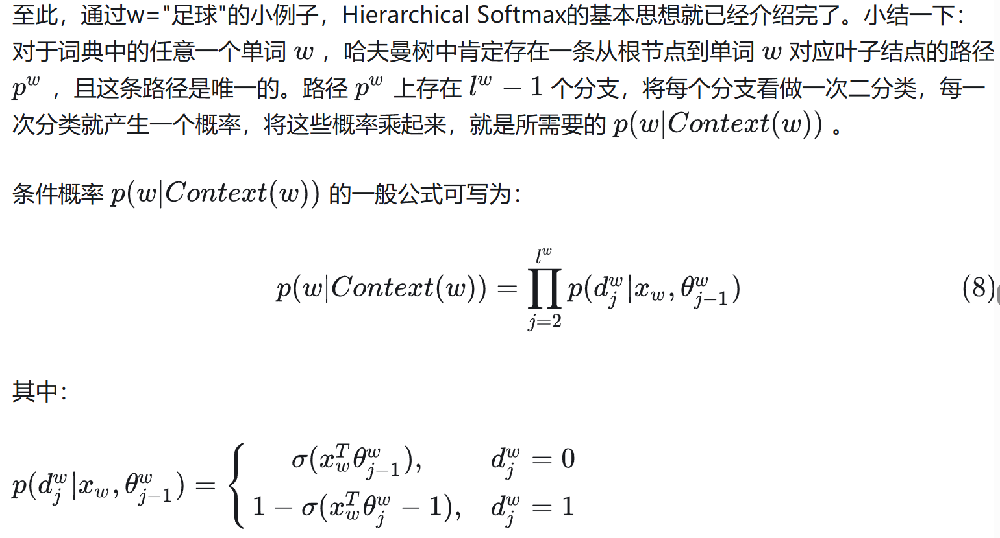 至此，通过w="足球"的小例子，Hierarchical Softmax的基本思想就已经介绍完了。小结一下：
对于词典中的任意一个单词 $w$ ，哈夫曼树中肯定存在一条从根节点到单词 $w$ 对应叶子结点的路径
$p^w$ ，且这条路径是唯一的。路径 $p^w$ 上存在 $l^w - 1$ 个分支，将每个分支看做一次二分类，每一
次分类就产生一个概率，将这些概率乘起来，就是所需要的 $p(w|Context(w))$ 。
条件概率 $p(w|Context(w))$ 的一般公式可写为：
$p(w|Context(w)) = \prod_{j=2}^{l^w} p(d_j^w|x_w, \theta_{j-1}^w)$ (8)
其中：
$p(d_j^w|x_w, \theta_{j-1}^w) = \begin{cases} \sigma(x_w^T \theta_{j-1}^w), & d_j^w = 0 \\ 1 - \sigma(x_w^T \theta_j^w - 1), & d_j^w = 1 \end{cases}$